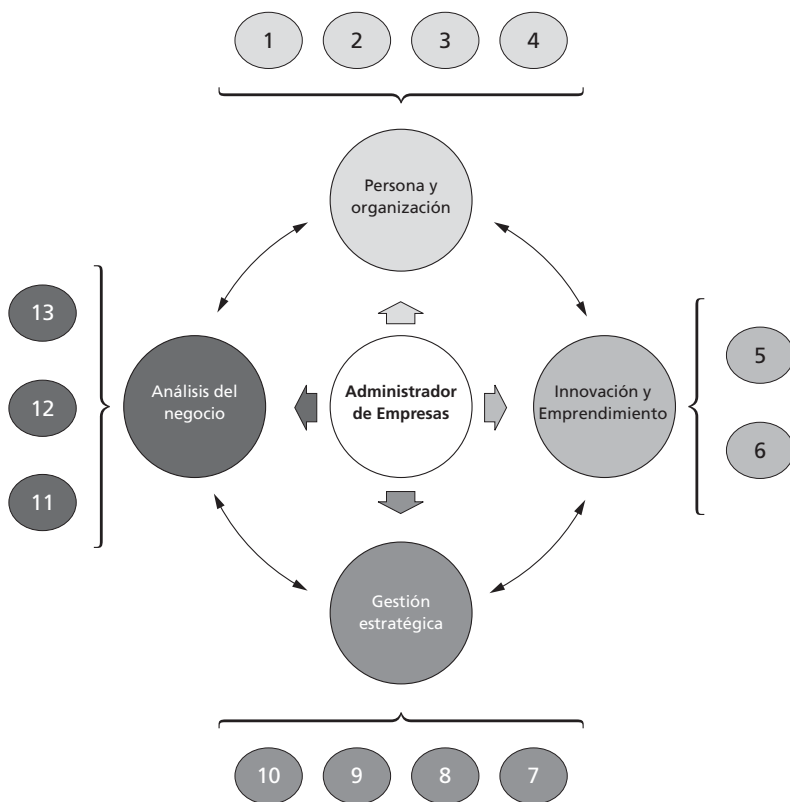 1 2 3 4
Persona y
organización
13
12
11
Análisis del
negocio
Administrador
de Empresas
Innovación y
Emprendimiento
5
6
Gestión
estratégica
10 9 8 7